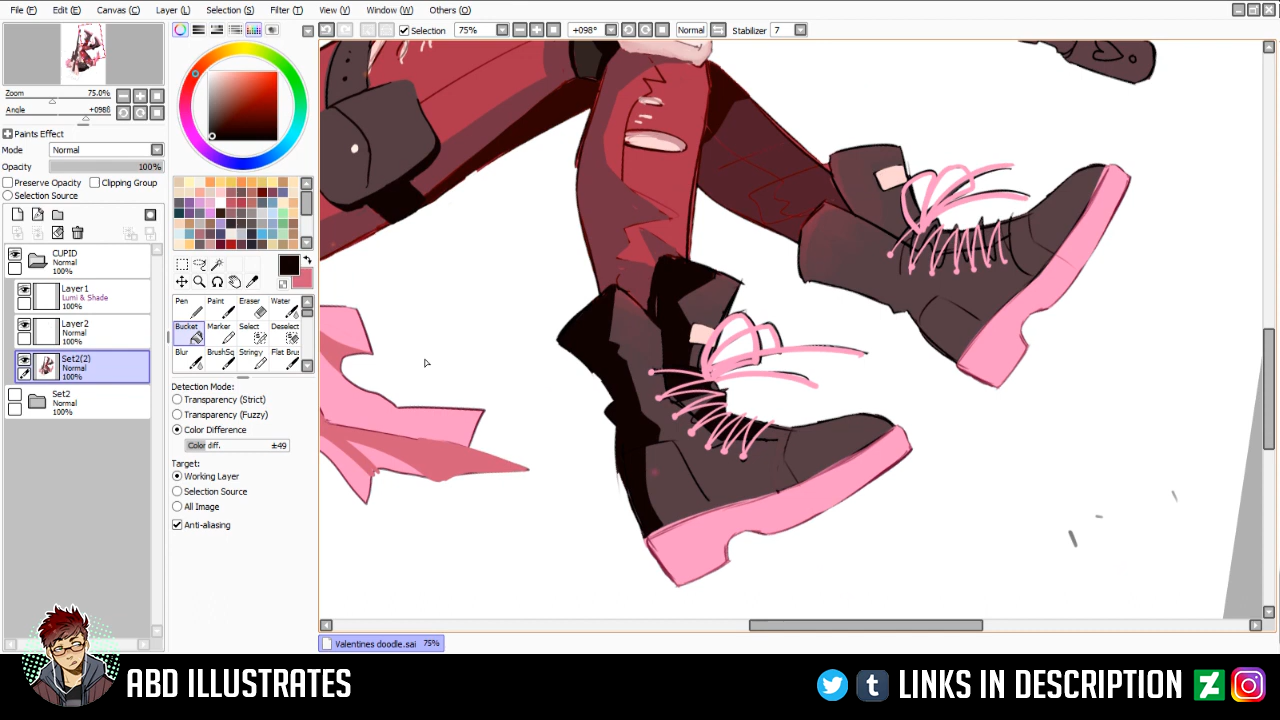 File (F) Edit (E) Canvas (C) Layer (L) Selection (S) Filter (T) View (V) Window (W) Others (O)
Selection 75% +098° Normal Stabilizer 7
Zoom 75.0%
Angle +098°
Paints Effect
Mode Normal
Opacity 100%
Preserve Opacity Clipping Group
Selection Source
CUPID
Normal
100%
Layer1
Lumi & Shade
100%
Layer2
Normal
100%
Set2(2)
Normal
100%
Set2
Normal
100%
Pen Paint Eraser Water
Bucket Marker Select Deselect
Blur BrushSq Stringy Flat Brus
Detection Mode:
Transparency (Strict)
Transparency (Fuzzy)
Color Difference
Color diff. ±49
Target:
Working Layer
Selection Source
All Image
Anti-aliasing
Valentines doodle.sai 75%
ABD ILLUSTRATES LINKS IN DESCRIPTION